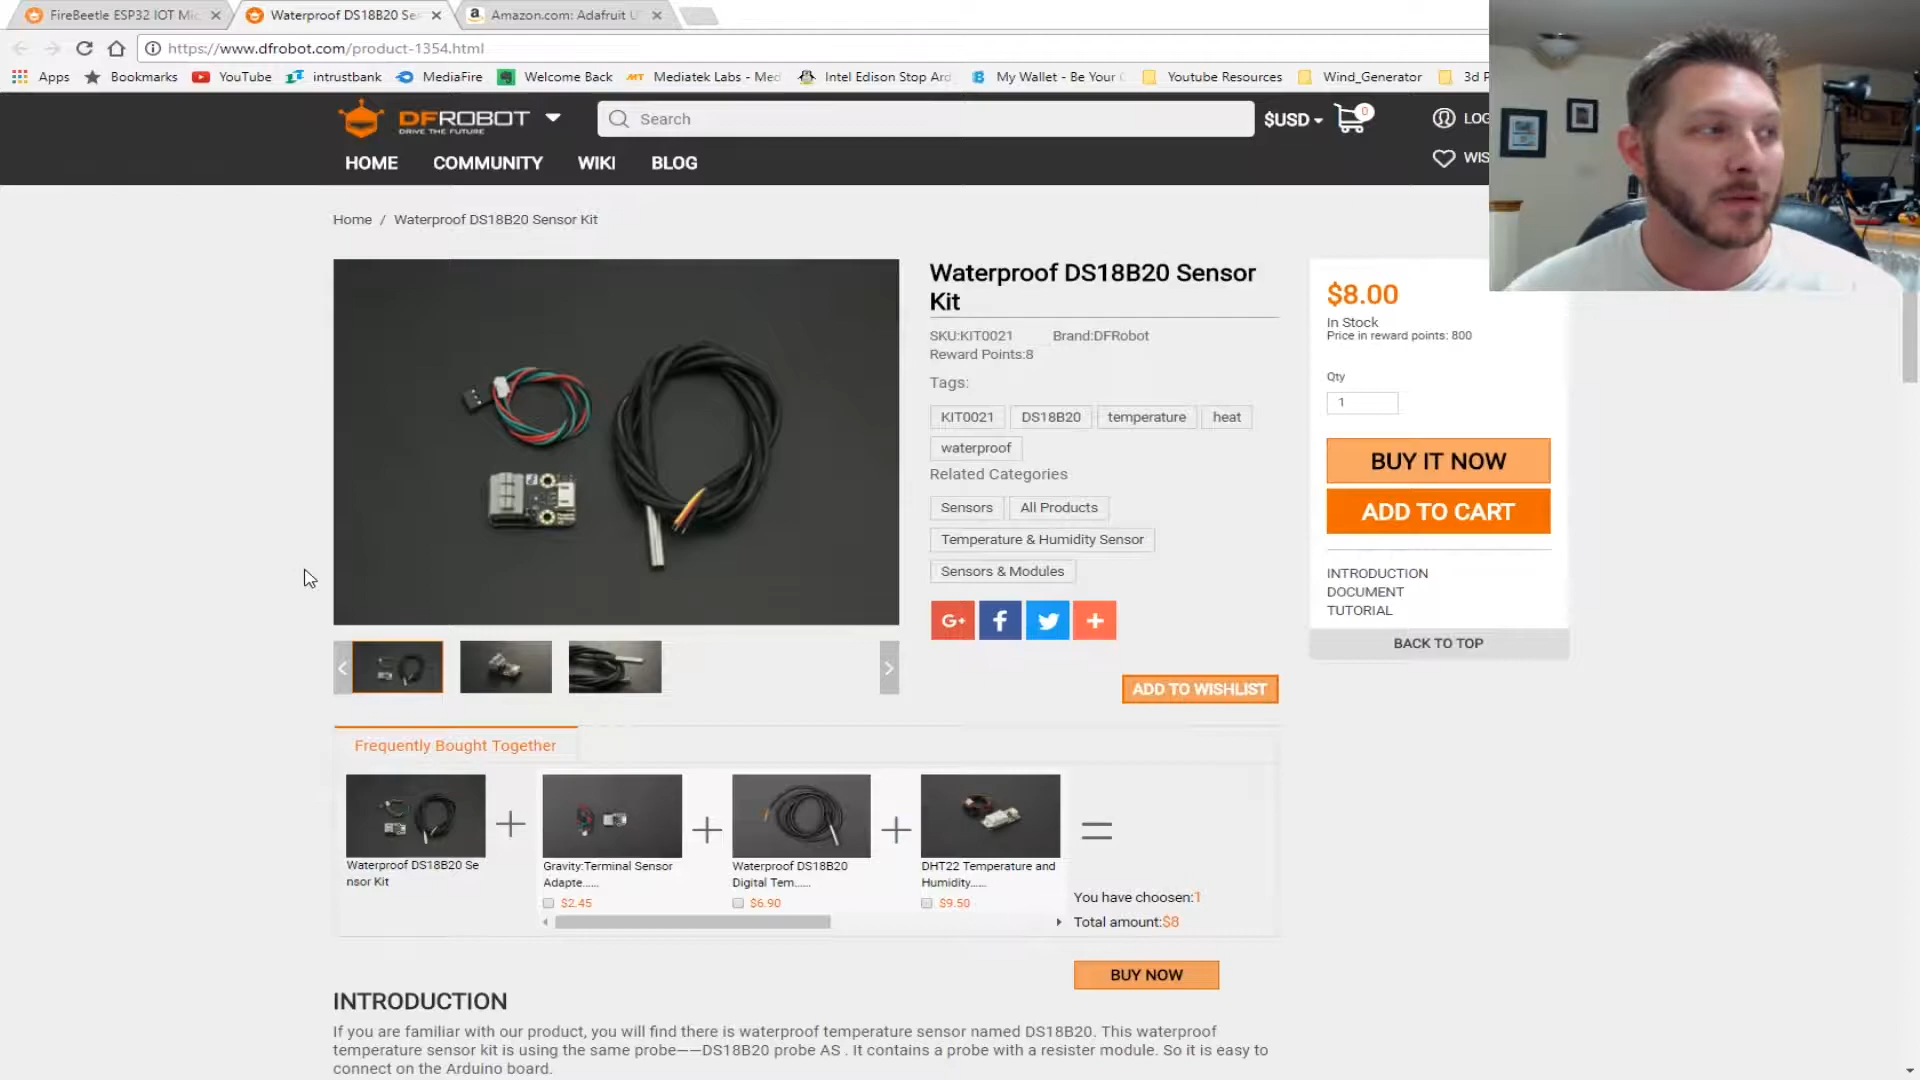 FireBeetle ESP32 IOT Mic
Waterproof DS18B20 Se
Amazon.com: Adafruit U
https://www.dfrobot.com/product-1354.html
Apps
Bookmarks
YouTube
intrustbank
MediaFire
Welcome Back
Mediatek Labs - Med
Intel Edison Stop Ard
My Wallet - Be Your
Youtube Resources
Wind_Generator
3d P
DFROBOT
DRIVE THE FUTURE
Search
$USD
0
LOG
HOME
COMMUNITY
WIKI
BLOG
WIS
Home / Waterproof DS18B20 Sensor Kit
Waterproof DS18B20 Sensor
Kit
SKU:KIT0021 Brand:DFRobot
Reward Points:8
Tags:
KIT0021
DS18B20
temperature
heat
waterproof
Related Categories
Sensors
All Products
Temperature & Humidity Sensor
Sensors & Modules
G+
ADD TO WISHLIST
$8.00
In Stock
Price in reward points: 800
Qty
1
BUY IT NOW
ADD TO CART
INTRODUCTION
DOCUMENT
TUTORIAL
BACK TO TOP
Frequently Bought Together
Waterproof DS18B20 Se
nsor Kit
Gravity:Terminal Sensor
Adapte......
$2.45
Waterproof DS18B20
Digital Tem......
$6.90
DHT22 Temperature and
Humidity......
$9.50
You have choosen:1
Total amount:$8
BUY NOW
INTRODUCTION
If you are familiar with our product, you will find there is waterproof temperature sensor named DS18B20. This waterproof
temperature sensor kit is using the same probe——DS18B20 probe AS . It contains a probe with a resister module. So it is easy to
connect on the Arduino board.